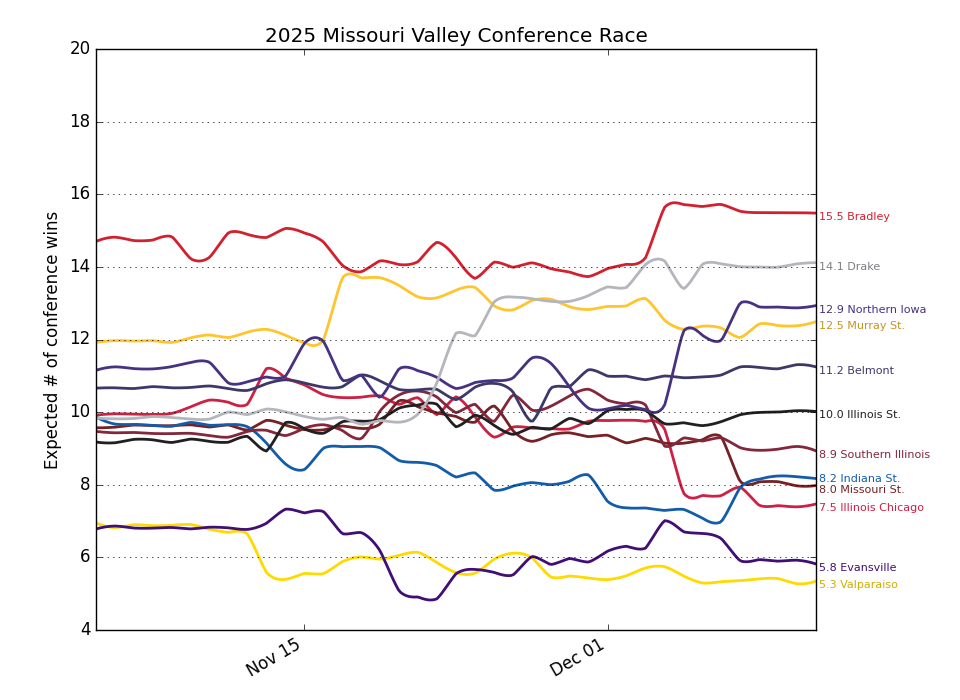 2025 Missouri Valley Conference Race
Expected # of conference wins
20
18
16
14
12
10
8
6
4
Nov 15
Dec 01
15.5 Bradley
14.1 Drake
12.9 Northern Iowa
12.5 Murray St.
11.2 Belmont
10.0 Illinois St.
8.9 Southern Illinois
8.2 Indiana St.
8.0 Missouri St.
7.5 Illinois Chicago
5.8 Evansville
5.3 Valparaiso